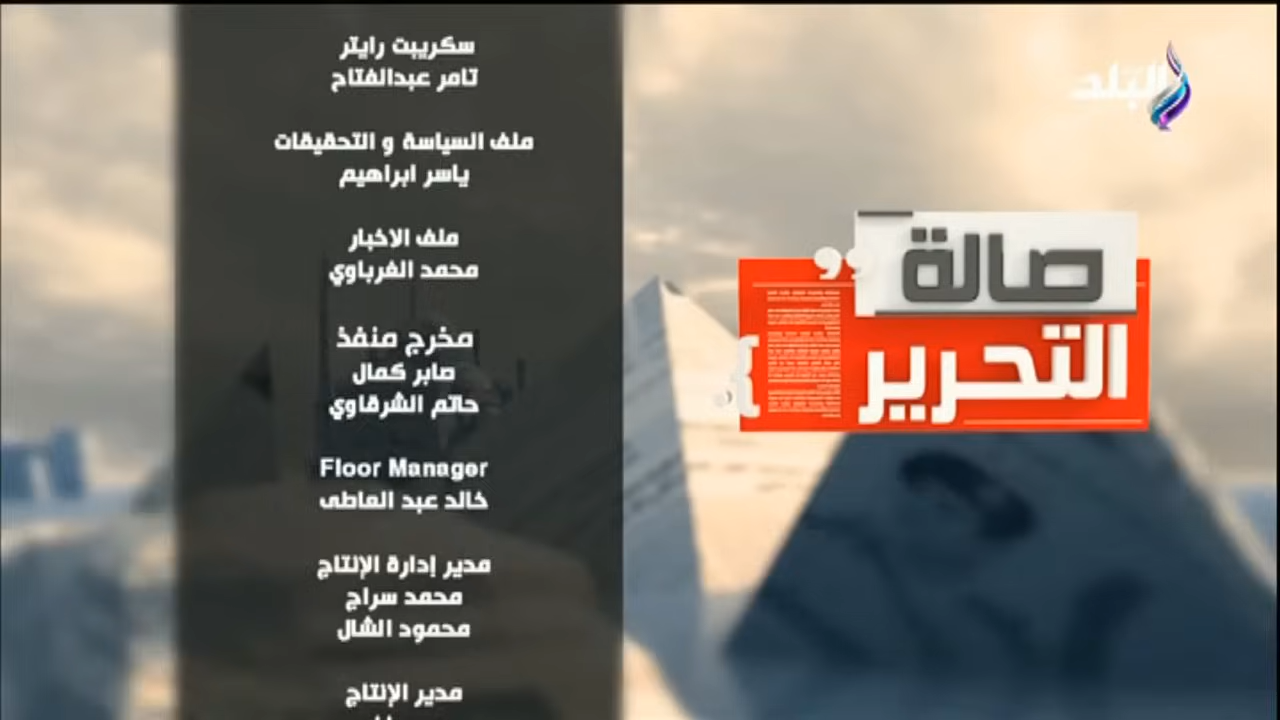 سكريبت رايتر
تامر عبدالفتاح
ملف السياسة و التحقيقات
ياسر ابراهيم
ملف الاخبار
محمد الغرباوي
مخرج منفذ
صابر كمال
حاتم الشرقاوي
Floor Manager
خالد عبد العاطى
مدير إدارة الإنتاج
محمد سراج
محمود الشال
مدير الإنتاج
البلد
صالة
التحرير